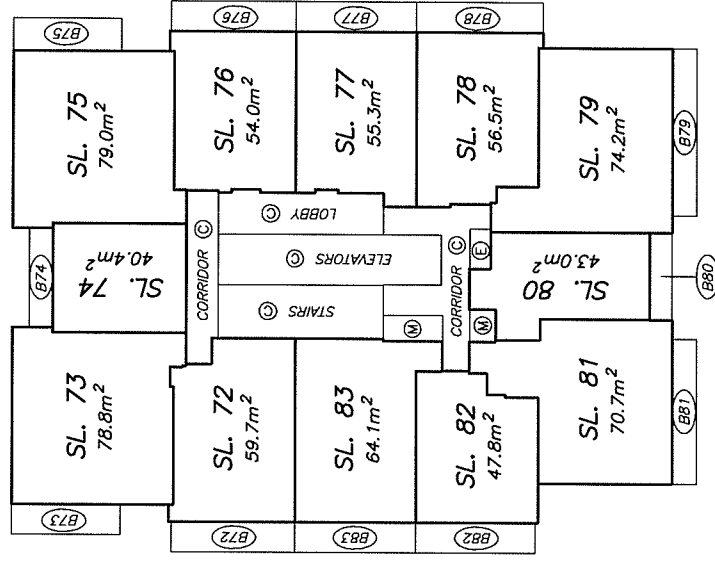 B75
B76
B77
B78
SL. 75
79.0m²
SL. 76
54.0m²
SL. 77
55.3m²
SL. 78
56.5m²
SL. 79
74.2m²
B79
LOBBY Ⓒ
B74
SL. 74
40.4m²
CORRIDOR Ⓒ
ELEVATORS Ⓒ
CORRIDOR Ⓒ
Ⓔ
SL. 80
43.0m²
B80
STAIRS Ⓒ
Ⓜ
Ⓜ
SL. 73
78.8m²
SL. 72
59.7m²
SL. 83
64.1m²
SL. 82
47.8m²
SL. 81
70.7m²
B81
B73
B72
B83
B82